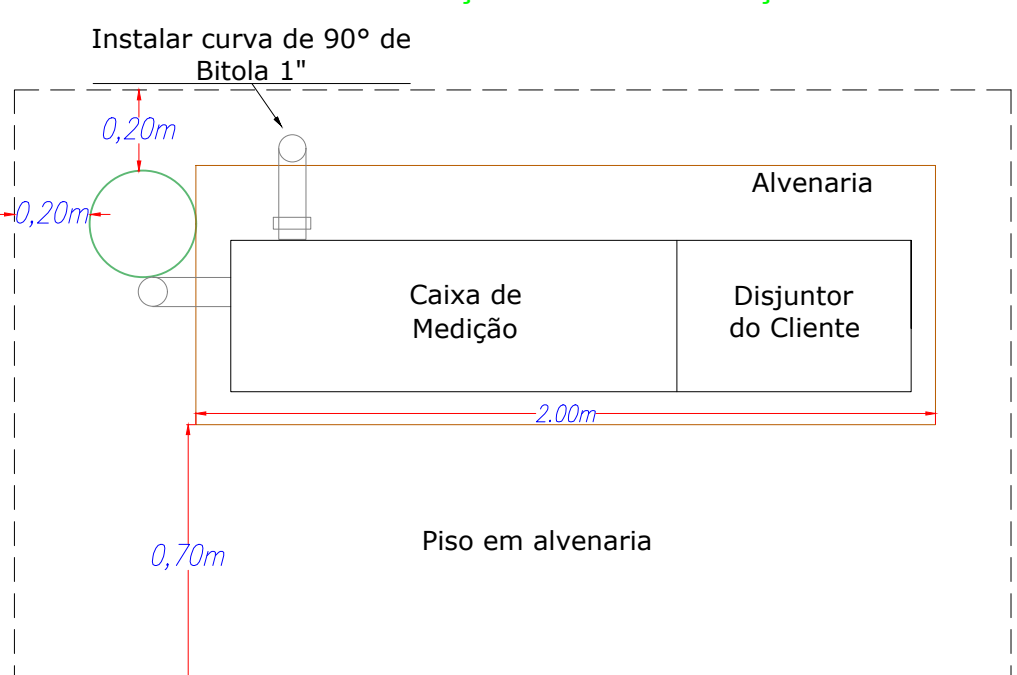 Instalar curva de 90° de
Bitola 1"
0,20m
Alvenaria
0,20m
Caixa de
Medição
Disjuntor
do Cliente
2.00m
Piso em alvenaria
0,70m